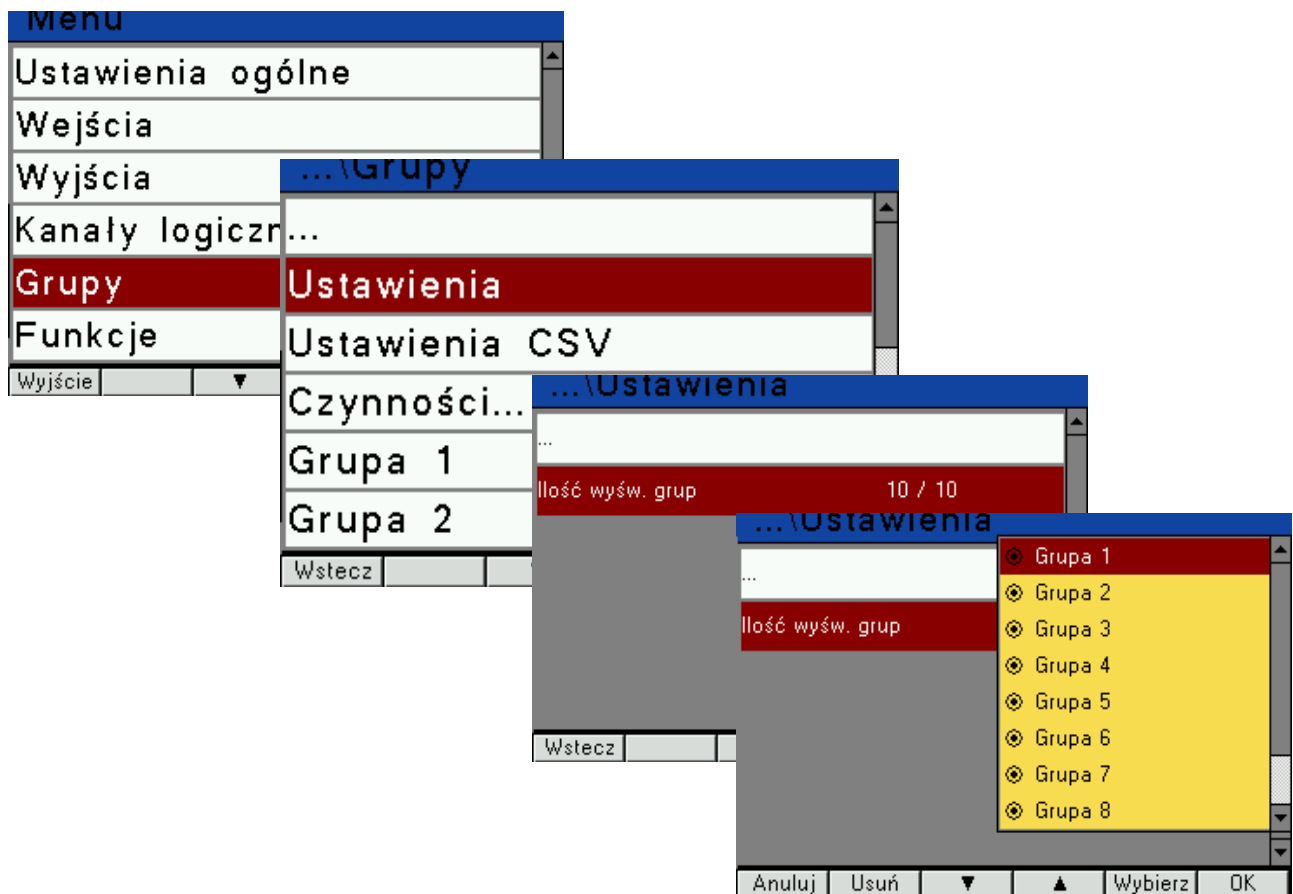 Menu
Ustawienia ogólne
Wejścia
Wyjścia
Kanały logiczn
Grupy
Funkcje
Wyjście
...\Grupy
...
Ustawienia
Ustawienia CSV
Czynności...
Grupa 1
Grupa 2
Wstecz
...\Ustawienia
...
Ilość wyśw. grup 10 / 10
Wstecz
...\Ustawienia
...
Ilość wyśw. grup
Grupa 1
Grupa 2
Grupa 3
Grupa 4
Grupa 5
Grupa 6
Grupa 7
Grupa 8
Anuluj Usuń ▼ ▲ Wybierz OK